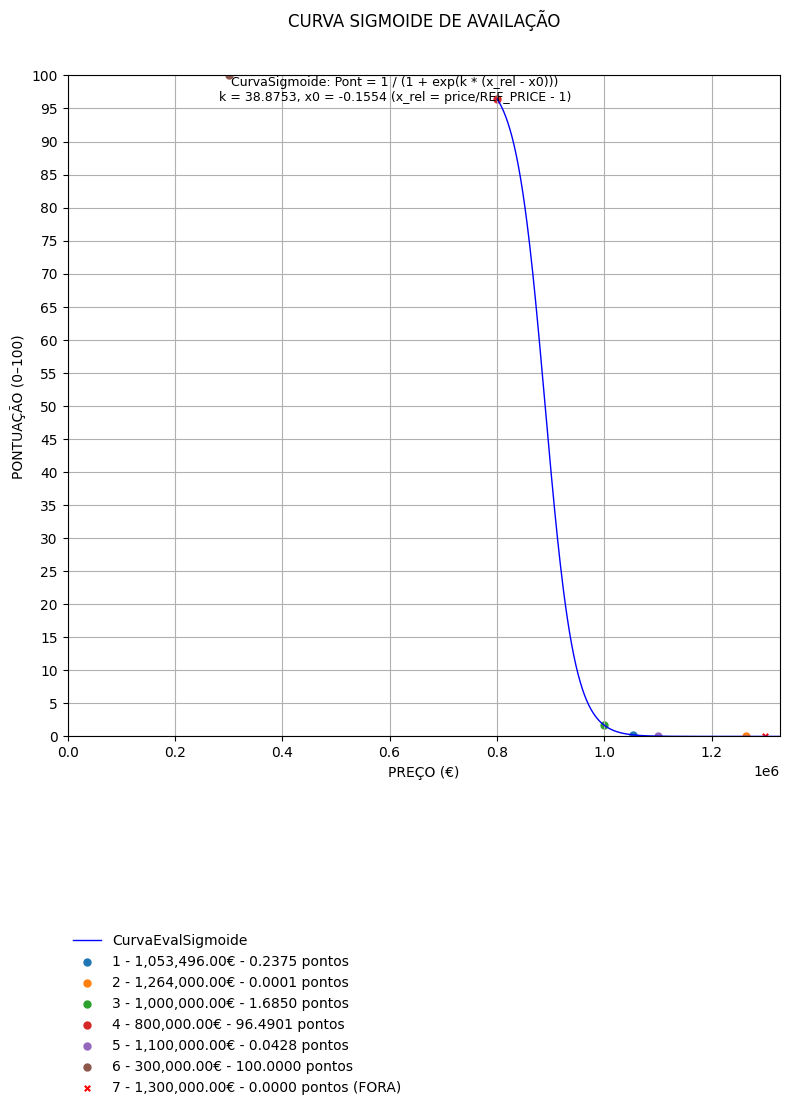 CURVA SIGMOIDE DE AVAILAÇÃO
CurvaSigmoide: Pont = 1 / (1 + exp(k * (x_rel - x0)))
k = 38.8753, x0 = -0.1554 (x_rel = price/REF_PRICE - 1)
100
95
90
85
80
75
70
65
60
55
50
45
40
35
30
25
20
15
10
5
0
PONTUAÇÃO (0–100)
0.0 0.2 0.4 0.6 0.8 1.0 1.2
1e6
PREÇO (€)
CurvaEvalSigmoide
1 - 1,053,496.00€ - 0.2375 pontos
2 - 1,264,000.00€ - 0.0001 pontos
3 - 1,000,000.00€ - 1.6850 pontos
4 - 800,000.00€ - 96.4901 pontos
5 - 1,100,000.00€ - 0.0428 pontos
6 - 300,000.00€ - 100.0000 pontos
7 - 1,300,000.00€ - 0.0000 pontos (FORA)